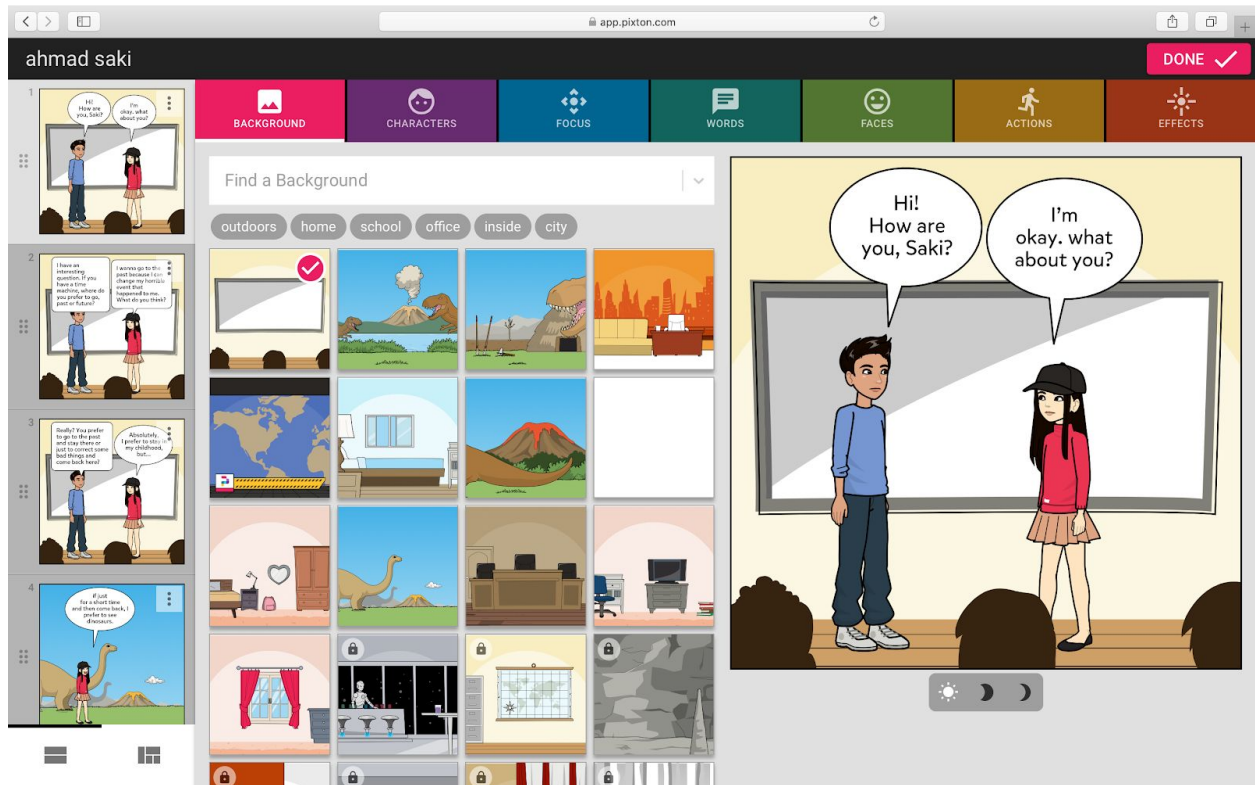 app.pixton.com
ahmad saki
DONE
BACKGROUND
CHARACTERS
FOCUS
WORDS
FACES
ACTIONS
EFFECTS
1
Hi!
How are
you, Saki?
I'm
okay. what
about you?
2
I have an
interesting
question. If you
have a time
machine, where do
you prefer to go,
past or future?
I wanna go to the
past because I can
change my horrible
event that
happened to me.
What do you think?
3
Really? You prefer
to go to the past
and stay there or
just to correct some
bad things and
come back here?
Absolutely,
I prefer to stay in
my childhood,
but...
4
If just
for a short time
and then come back, I
prefer to see
dinosaurs.
Find a Background
outdoors home school office inside city
Hi!
How are
you, Saki?
I'm
okay. what
about you?